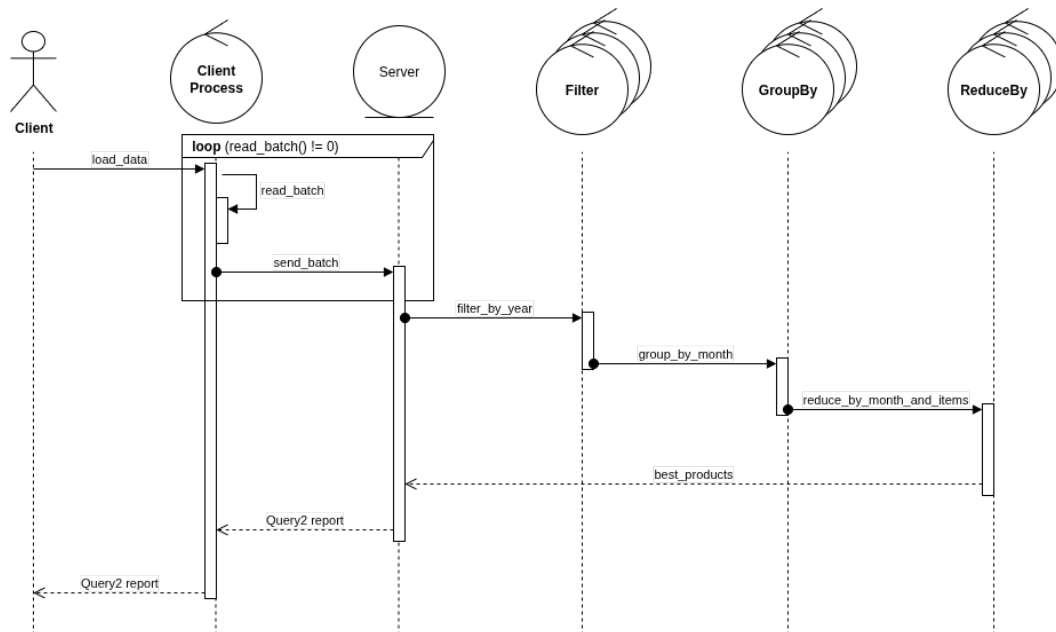 Client
Process
Server
Filter
GroupBy
ReduceBy
Client
loop (read_batch() != 0)
load_data
read_batch
send_batch
filter_by_year
group_by_month
reduce_by_month_and_items
best_products
Query2 report
Query2 report